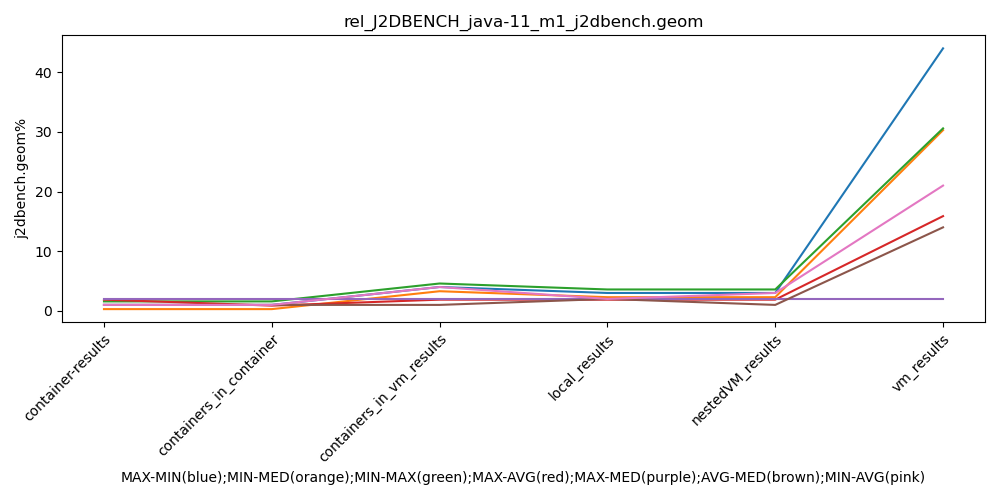 rel_J2DBENCH_java-11_m1_j2dbench.geom
j2dbench.geom%
40
30
20
10
0
container-results
containers_in_container
containers_in_vm_results
local_results
nestedVM_results
vm_results
MAX-MIN(blue);MIN-MED(orange);MIN-MAX(green);MAX-AVG(red);MAX-MED(purple);AVG-MED(brown);MIN-AVG(pink)